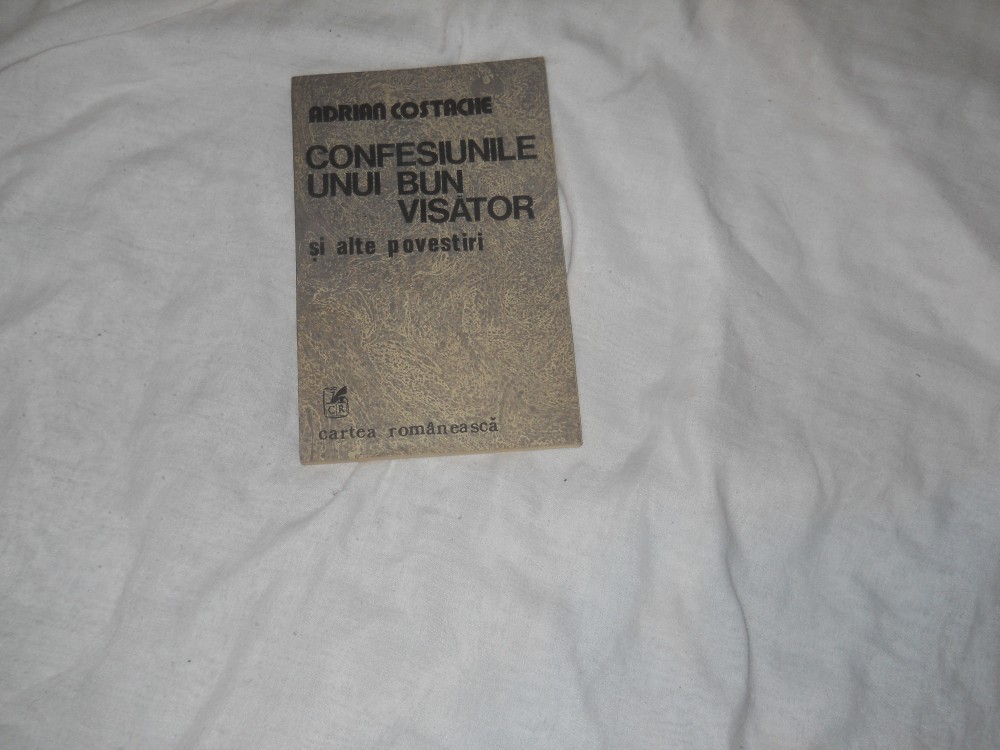 ADRIAN COSTACHE
CONFESIUNILE
UNUI BUN
VISĂTOR
și alte povestiri
CR
cartea românească